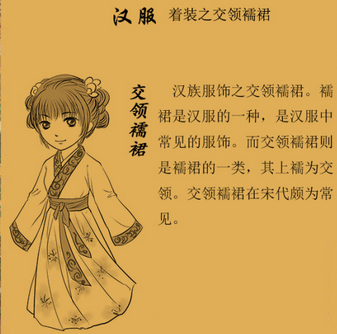 汉服 着装之交领襦裙
交领襦裙
汉族服饰之交领襦裙。襦
裙是汉服的一种，是汉服中
常见的服饰。而交领襦裙则
是襦裙的一类，其上襦为交
领。交领襦裙在宋代颇为常
见。